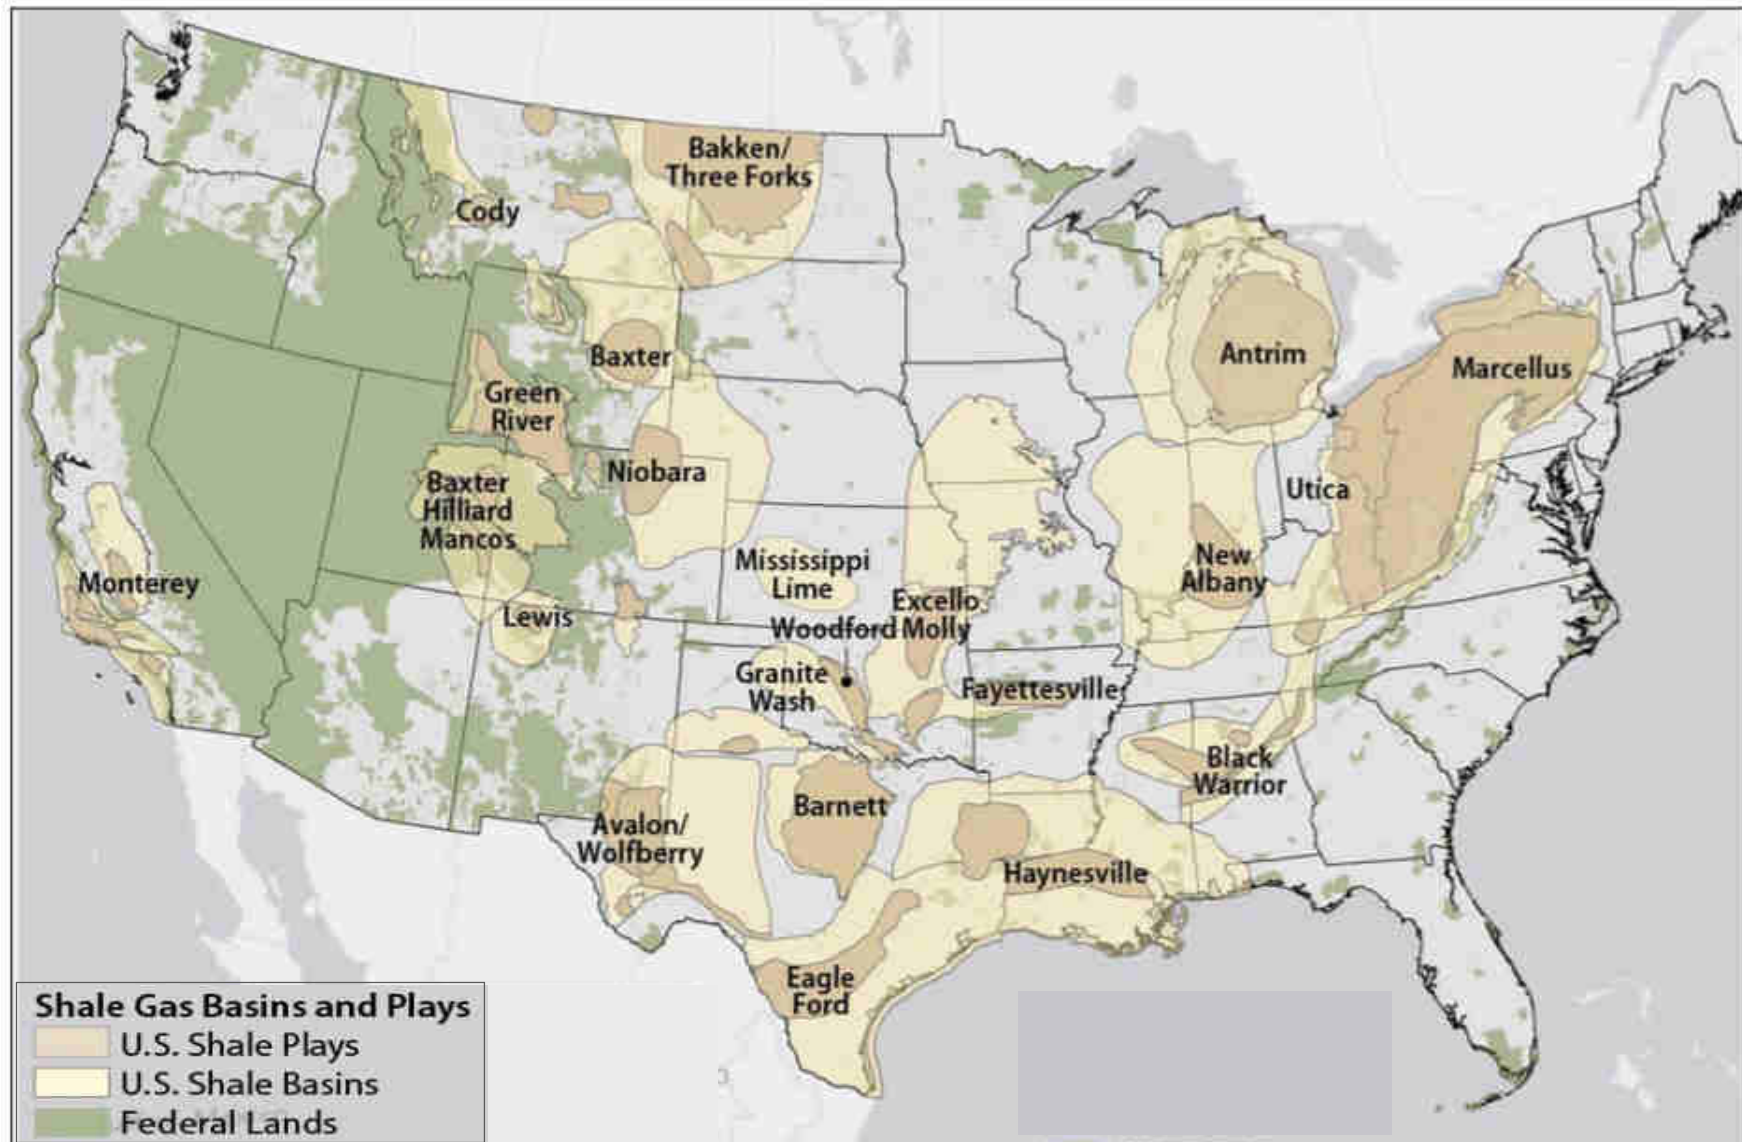 Bakken/
Three Forks
Cody
Baxter
Antrim
Marcellus
Green
River
Niobara
Baxter
Hilliard
Mancos
Utica
Monterey
Mississippi
Lime
New
Albany
Lewis
Excello
Woodford Molly
Granite
Wash
Fayettesville
Black
Warrior
Barnett
Avalon/
Wolfberry
Haynesville
Eagle
Ford
Shale Gas Basins and Plays
U.S. Shale Plays
U.S. Shale Basins
Federal Lands